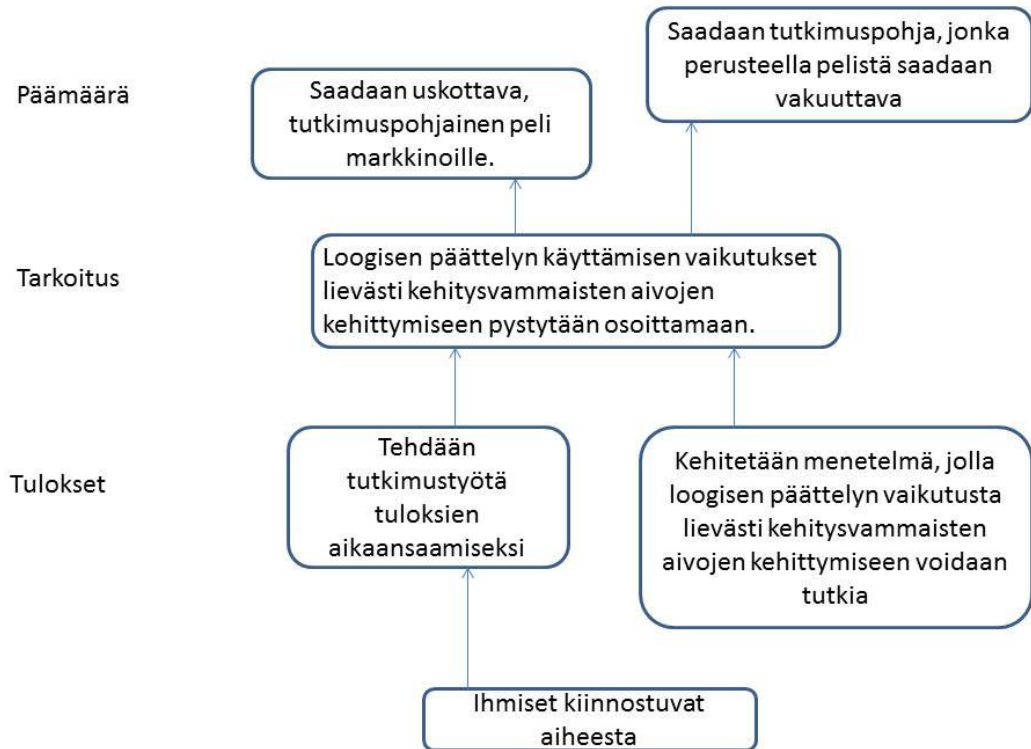 Päämäärä
Saadaan uskottava,
tutkimuspohjainen peli
markkinoille.
Saadaan tutkimuspohja, jonka
perusteella pelistä saadaan
vakuuttava
Tarkoitus
Loogisen päättelyn käyttämisen vaikutukset
lievästi kehitysvammaisten aivojen
kehittymiseen pystytään osoittamaan.
Tulokset
Tehdään
tutkimustyötä
tuloksien
aikaansaamiseksi
Kehitetään menetelmä, jolla
loogisen päättelyn vaikutusta
lievästi kehitysvammaisten
aivojen kehittymiseen voidaan
tutkia
Ihmiset kiinnostuvat
aiheesta